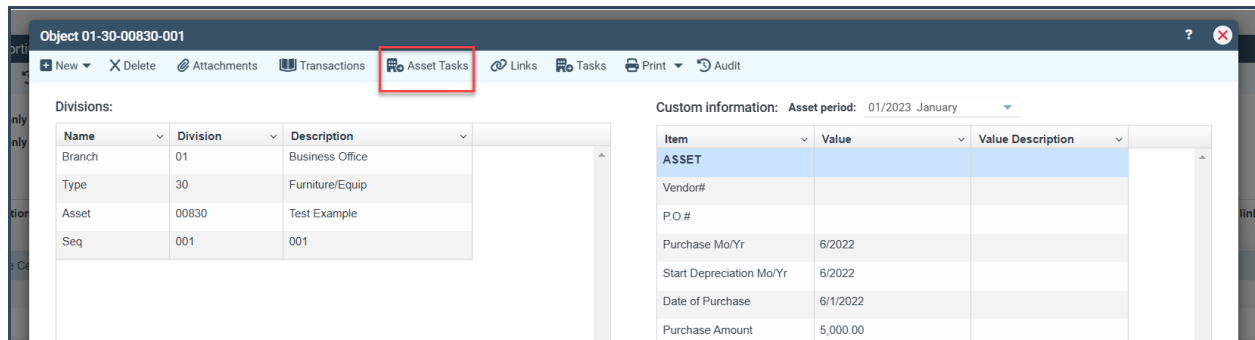 Object 01-30-00830-001 ?
New Delete Attachments Transactions Asset Tasks Links Tasks Print Audit
Divisions:
Name Division Description
Branch 01 Business Office
Type 30 Furniture/Equip
Asset 00830 Test Example
Seq 001 001
Custom information: Asset period: 01/2023 January
Item Value Value Description
ASSET
Vendor#
P.O.#
Purchase Mo/Yr 6/2022
Start Depreciation Mo/Yr 6/2022
Date of Purchase 6/1/2022
Purchase Amount 5,000.00